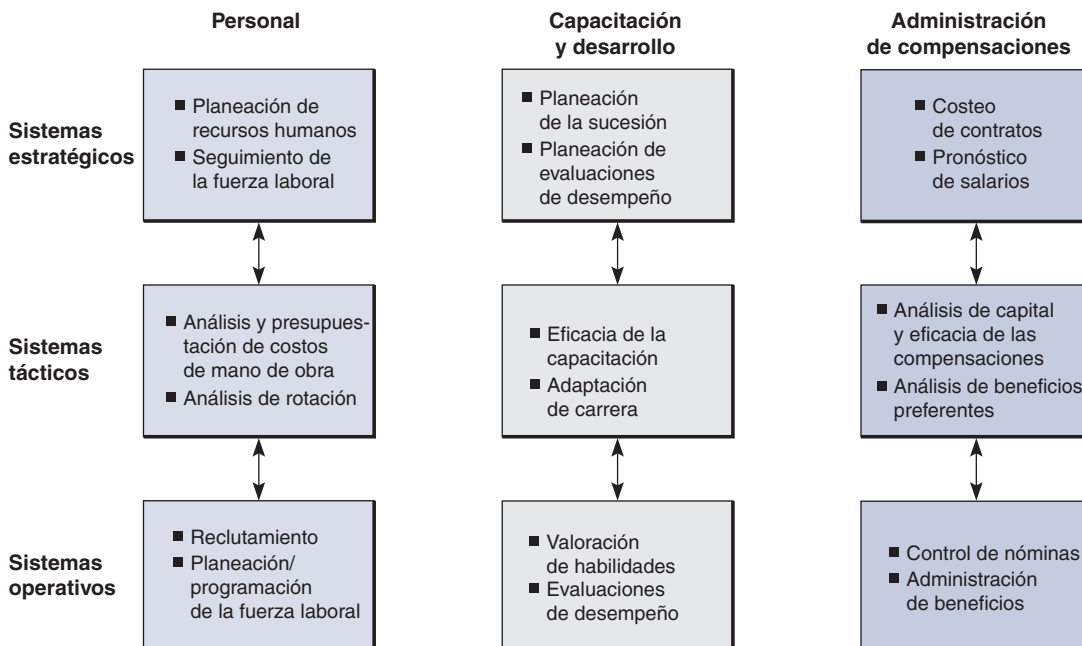 Personal
Capacitación
y desarrollo
Administración
de compensaciones
Sistemas
estratégicos
■ Planeación de
recursos humanos
■ Seguimiento de
la fuerza laboral
■ Planeación
de la sucesión
■ Planeación de
evaluaciones
de desempeño
■ Costeo
de contratos
■ Pronóstico
de salarios
Sistemas
tácticos
■ Análisis y presupues-
tación de costos
de mano de obra
■ Análisis de rotación
■ Eficacia de la
capacitación
■ Adaptación
de carrera
■ Análisis de capital
y eficacia de las
compensaciones
■ Análisis de beneficios
preferentes
Sistemas
operativos
■ Reclutamiento
■ Planeación/
programación
de la fuerza laboral
■ Valoración
de habilidades
■ Evaluaciones
de desempeño
■ Control de nóminas
■ Administración
de beneficios